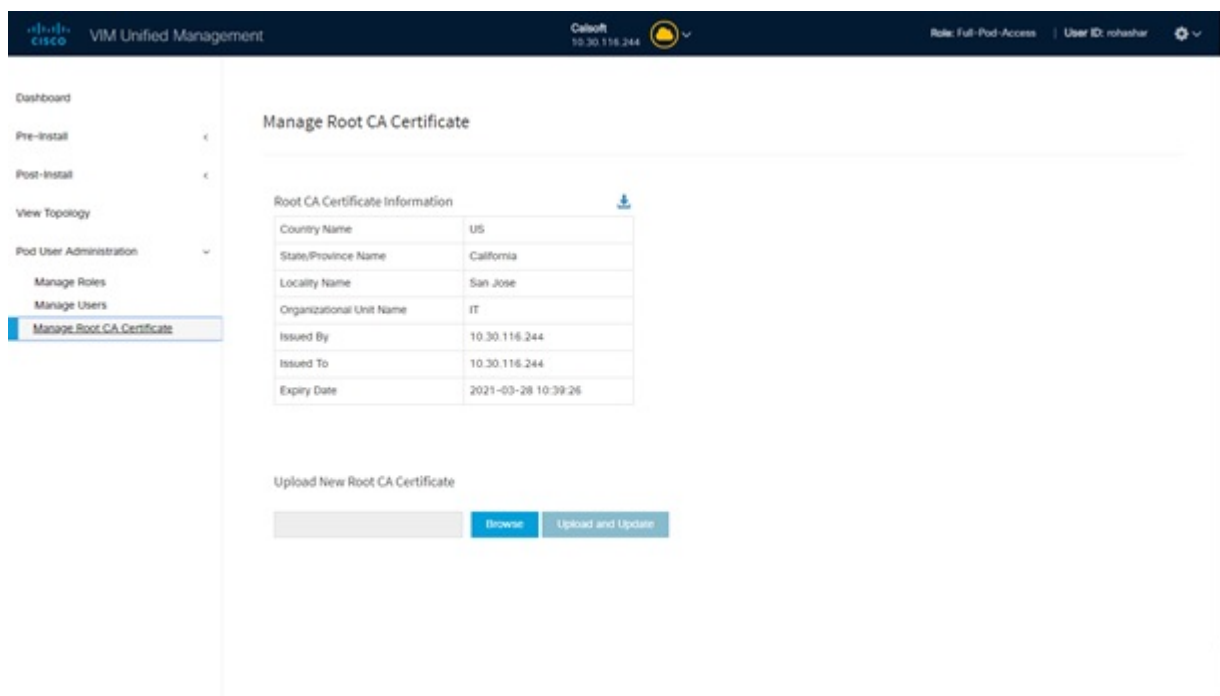 CISCO VIM Unified Management
Calsoft
10.30.116.244
Role: Full-Pod-Access | User ID: rohashar
Dashboard
Pre-Install
Post-Install
View Topology
Pod User Administration
Manage Roles
Manage Users
Manage Root CA Certificate
Manage Root CA Certificate
Root CA Certificate Information
Country Name US
State/Province Name California
Locality Name San Jose
Organizational Unit Name IT
Issued By 10.30.116.244
Issued To 10.30.116.244
Expiry Date 2021-03-28 10:39:26
Upload New Root CA Certificate
Browse Upload and Update